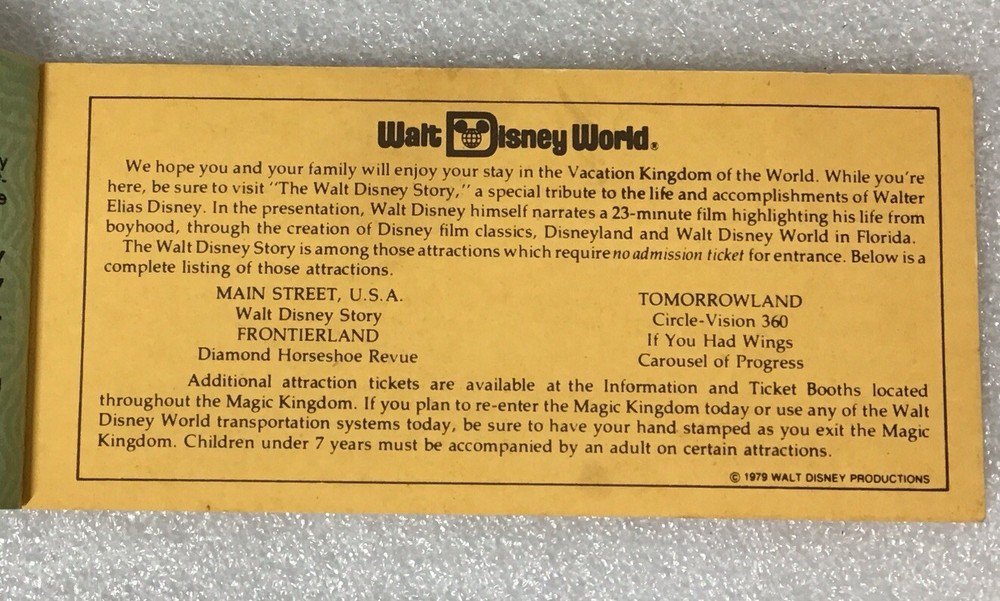 Walt Disney World®
We hope you and your family will enjoy your stay in the Vacation Kingdom of the World. While you're
here, be sure to visit "The Walt Disney Story," a special tribute to the life and accomplishments of Walter
Elias Disney. In the presentation, Walt Disney himself narrates a 23-minute film highlighting his life from
boyhood, through the creation of Disney film classics, Disneyland and Walt Disney World in Florida.
The Walt Disney Story is among those attractions which require no admission ticket for entrance. Below is a
complete listing of those attractions.
MAIN STREET, U.S.A.
Walt Disney Story
FRONTIERLAND
Diamond Horseshoe Revue
TOMORROWLAND
Circle-Vision 360
If You Had Wings
Carousel of Progress
Additional attraction tickets are available at the Information and Ticket Booths located
throughout the Magic Kingdom. If you plan to re-enter the Magic Kingdom today or use any of the Walt
Disney World transportation systems today, be sure to have your hand stamped as you exit the Magic
Kingdom. Children under 7 years must be accompanied by an adult on certain attractions.
© 1979 WALT DISNEY PRODUCTIONS